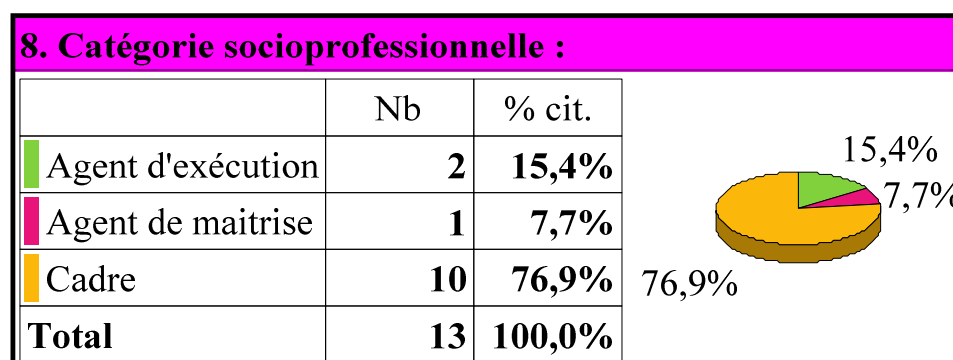 8. Catégorie socioprofessionnelle :
Nb % cit.
Agent d'exécution 2 15,4%
Agent de maitrise 1 7,7%
Cadre 10 76,9%
Total 13 100,0%
15,4%
7,7%
76,9%